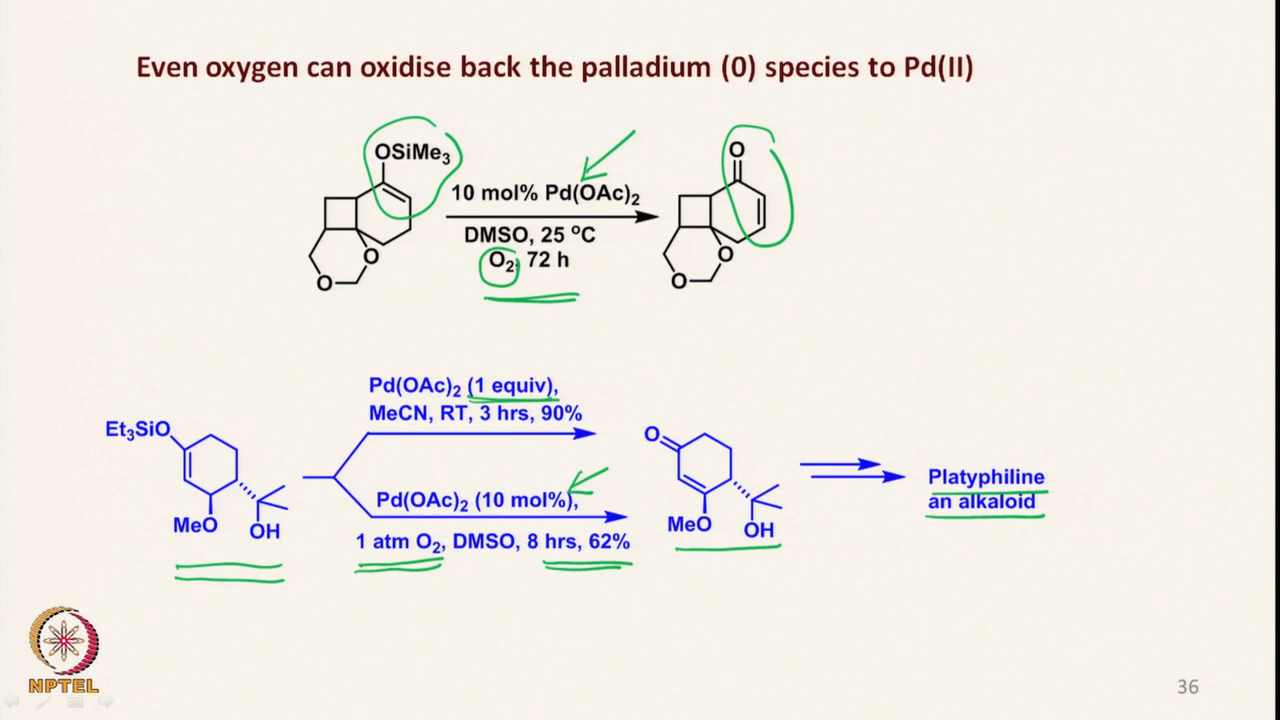 Even oxygen can oxidise back the palladium (0) species to Pd(II)
OSiMe3
10 mol% Pd(OAc)2
DMSO, 25 oC
O2, 72 h
O
O
O
O
O
Pd(OAc)2 (1 equiv),
MeCN, RT, 3 hrs, 90%
Et3SiO
MeO
OH
Pd(OAc)2 (10 mol%),
1 atm O2, DMSO, 8 hrs, 62%
O
MeO
OH
Platyphiline
an alkaloid
NPTEL
36